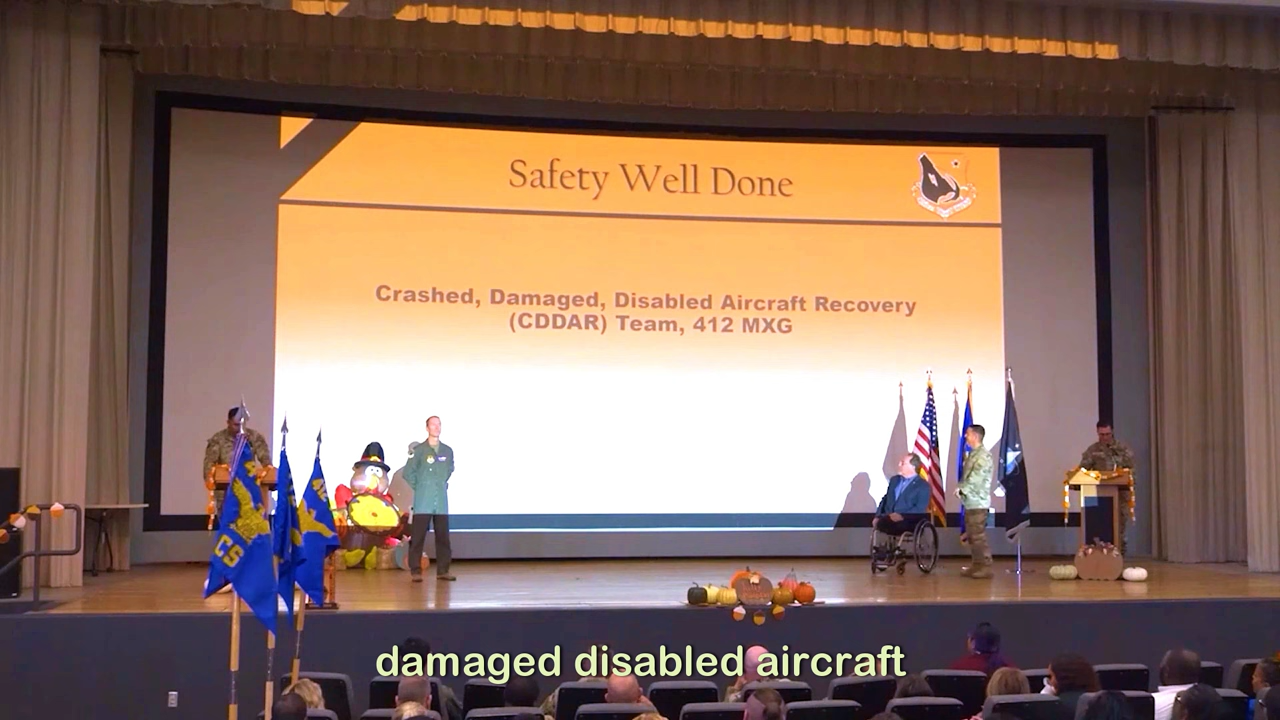 Safety Well Done
Crashed, Damaged, Disabled Aircraft Recovery
(CDDAR) Team, 412 MXG
CS
damaged disabled aircraft